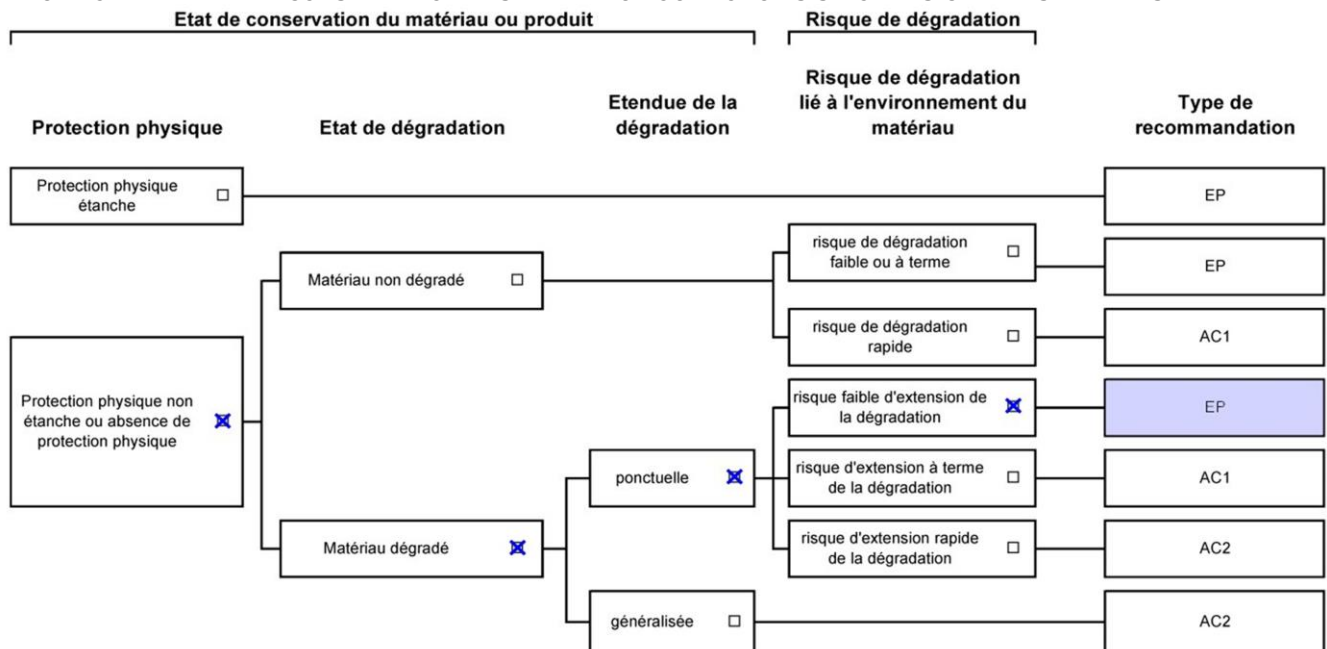 Etat de conservation du matériau ou produit
Risque de dégradation
Protection physique
Etat de dégradation
Etendue de la
dégradation
Risque de dégradation
lié à l'environnement du
matériau
Type de
recommandation
Protection physique
étanche
EP
risque de dégradation
faible ou à terme
EP
Matériau non dégradé
risque de dégradation
rapide
AC1
Protection physique non
étanche ou absence de
protection physique
risque faible d'extension de
la dégradation
EP
ponctuelle
risque d'extension à terme
de la dégradation
AC1
Matériau dégradé
risque d'extension rapide
de la dégradation
AC2
généralisée
AC2